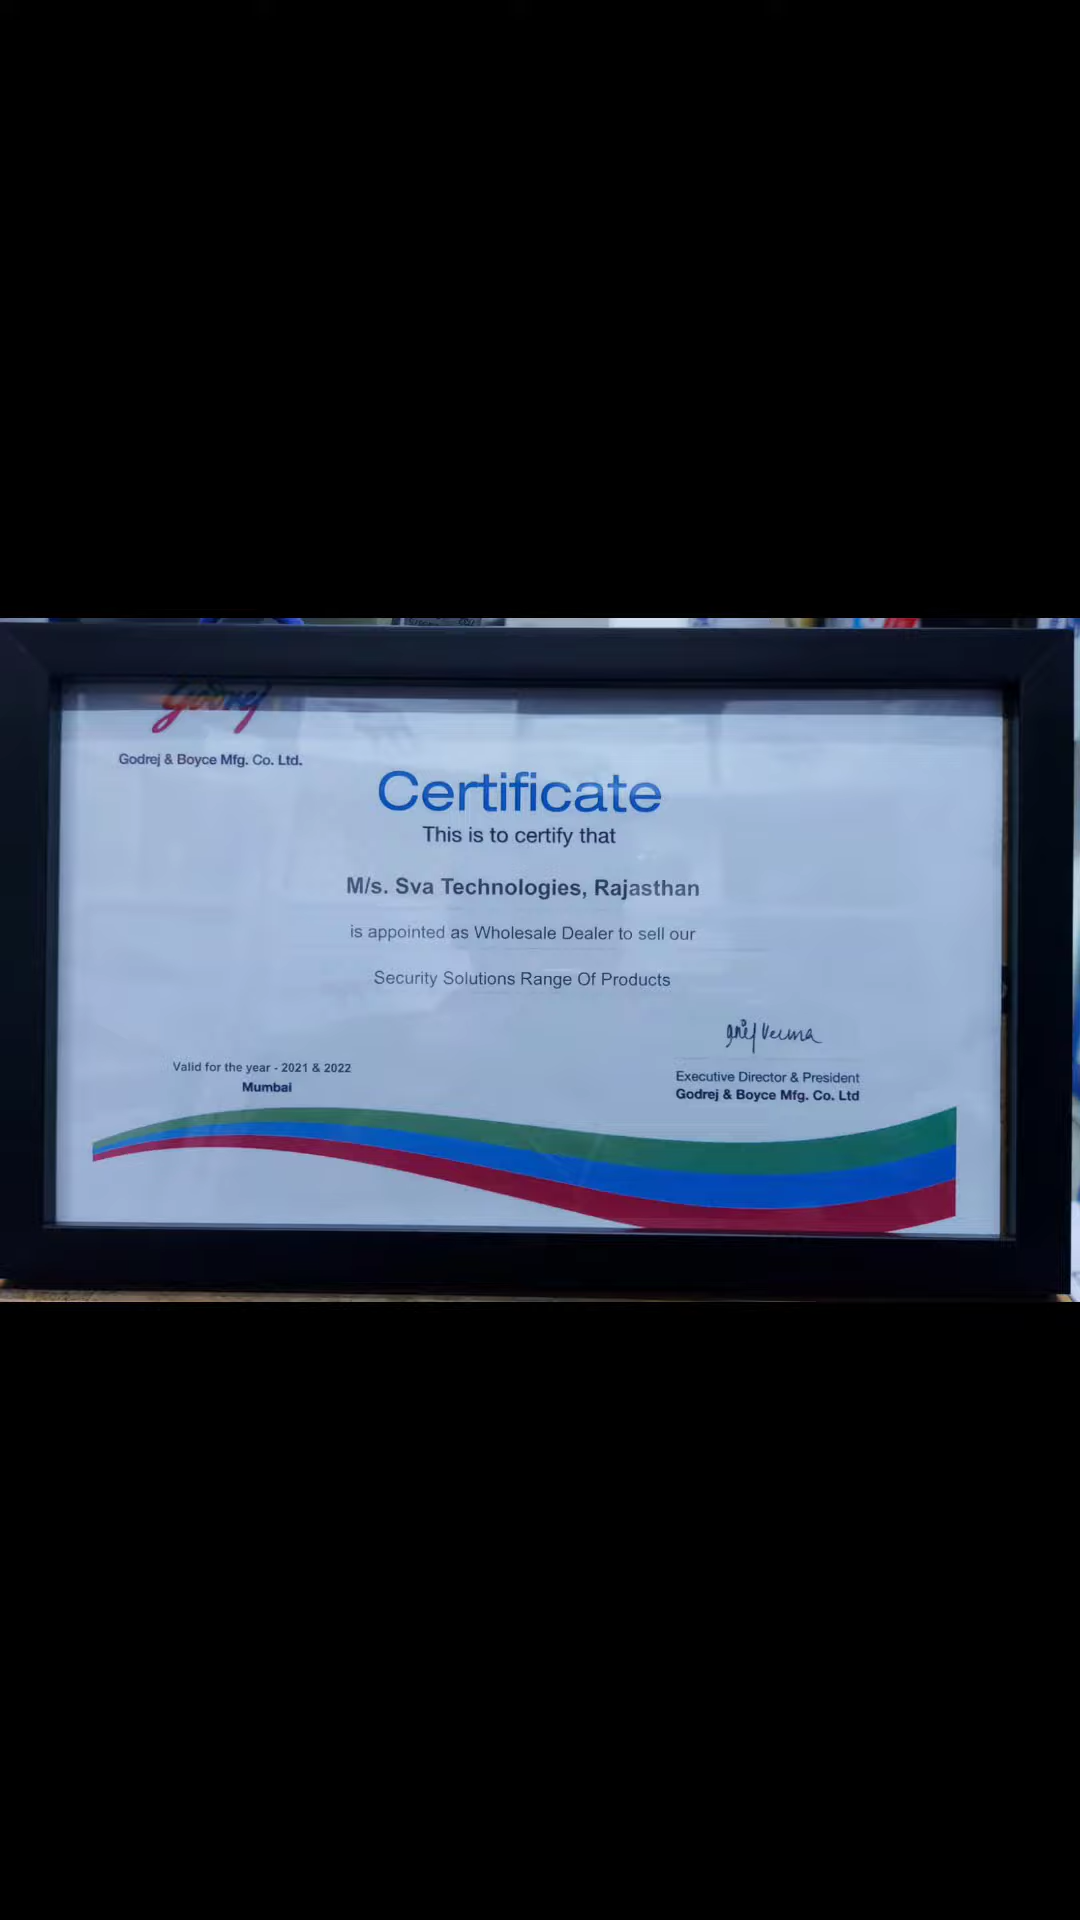 Godrej
Godrej & Boyce Mfg. Co. Ltd.
Certificate
This is to certify that
M/s. Sva Technologies, Rajasthan
is appointed as Wholesale Dealer to sell our
Security Solutions Range Of Products
Valid for the year - 2021 & 2022
Mumbai
Verma
Executive Director & President
Godrej & Boyce Mfg. Co. Ltd